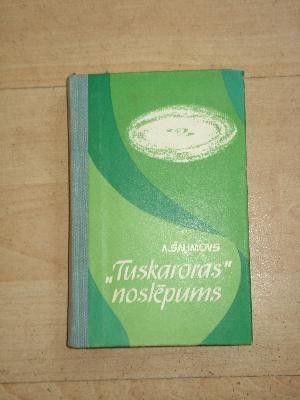 A. ŠALIMOVS
„Tuskaroras"
noslēpums